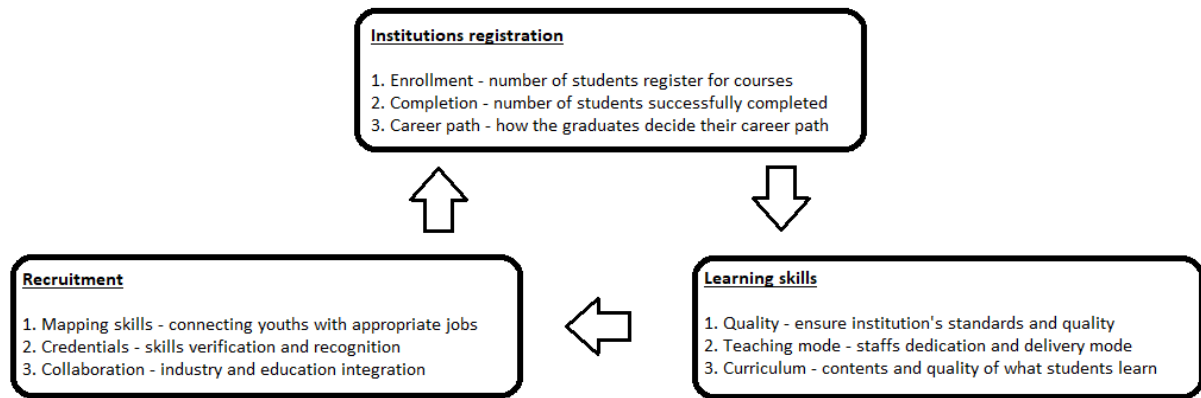 Institutions registration
1. Enrollment - number of students register for courses
2. Completion - number of students successfully completed
3. Career path - how the graduates decide their career path
Recruitment
1. Mapping skills - connecting youths with appropriate jobs
2. Credentials - skills verification and recognition
3. Collaboration - industry and education integration
Learning skills
1. Quality - ensure institution's standards and quality
2. Teaching mode - staffs dedication and delivery mode
3. Curriculum - contents and quality of what students learn